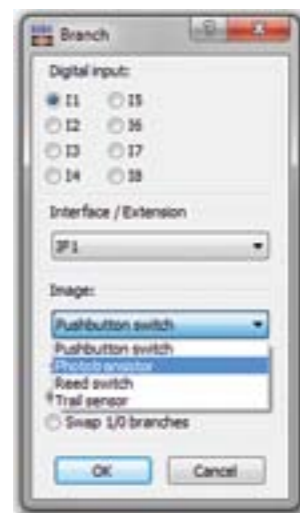 Branch
Digital input:
I1 I5
I2 I6
I3 I7
I4 I8
Interface / Extension
IF1
Image:
Pushbutton switch
Pushbutton switch
Phototransistor
Reed switch
Trail sensor
Swap 1/0 branches
OK Cancel